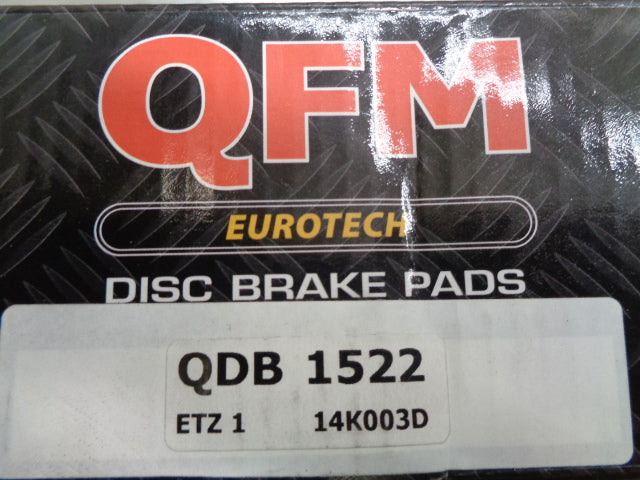 QFM
EUROTECH
DISC BRAKE PADS
QDB 1522
ETZ 1 14K003D